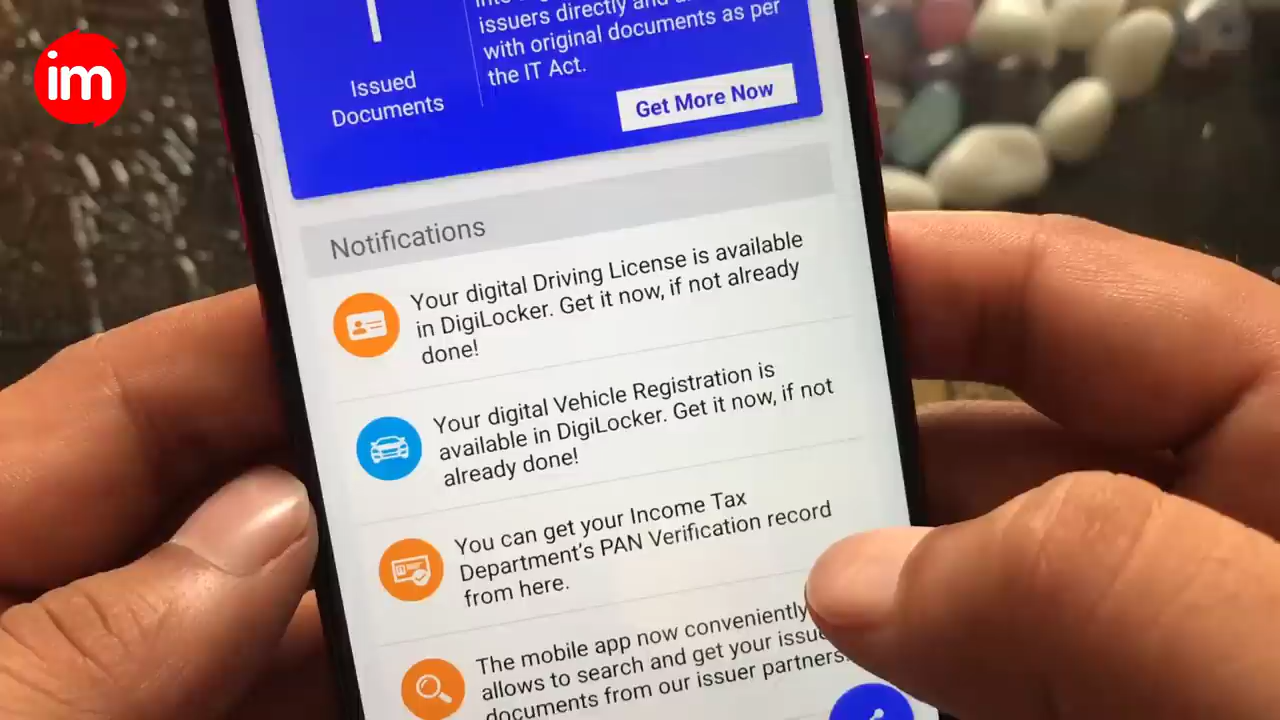 im
issuers directly and
with original documents as per
the IT Act.
Issued
Documents
Get More Now
Notifications
Your digital Driving License is available
in DigiLocker. Get it now, if not already
done!
Your digital Vehicle Registration is
available in DigiLocker. Get it now, if not
already done!
You can get your Income Tax
Department's PAN Verification record
from here.
The mobile app now conveniently
allows to search and get your
documents from our issuer partners.